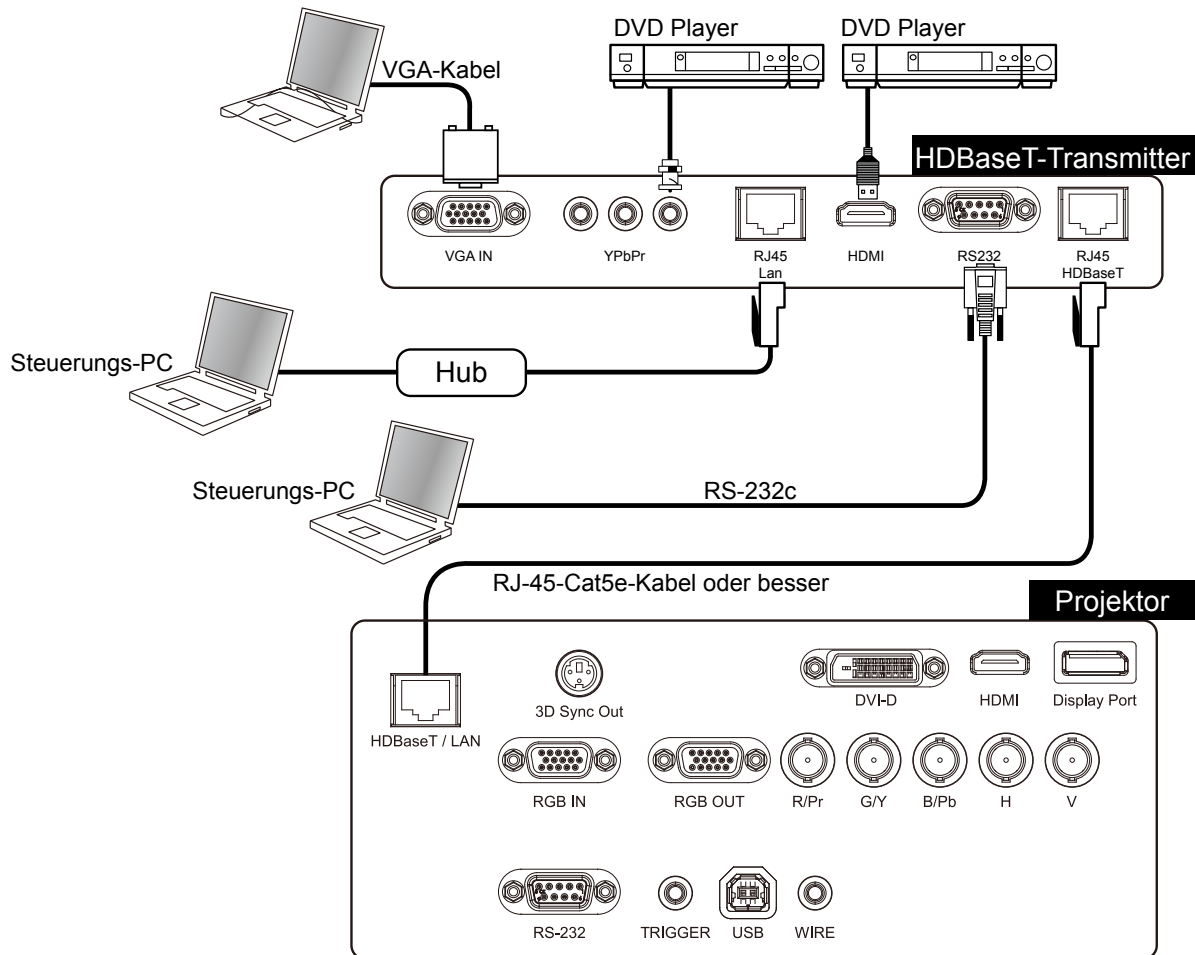 DVD Player
DVD Player
VGA-Kabel
HDBaseT-Transmitter
VGA IN
YPbPr
RJ45
Lan
HDMI
RS232
RJ45
HDBaseT
Steuerungs-PC
Hub
Steuerungs-PC
RS-232c
RJ-45-Cat5e-Kabel oder besser
Projektor
HDBaseT / LAN
3D Sync Out
DVI-D
HDMI
Display Port
RGB IN
RGB OUT
R/Pr
G/Y
B/Pb
H
V
RS-232
TRIGGER
USB
WIRE